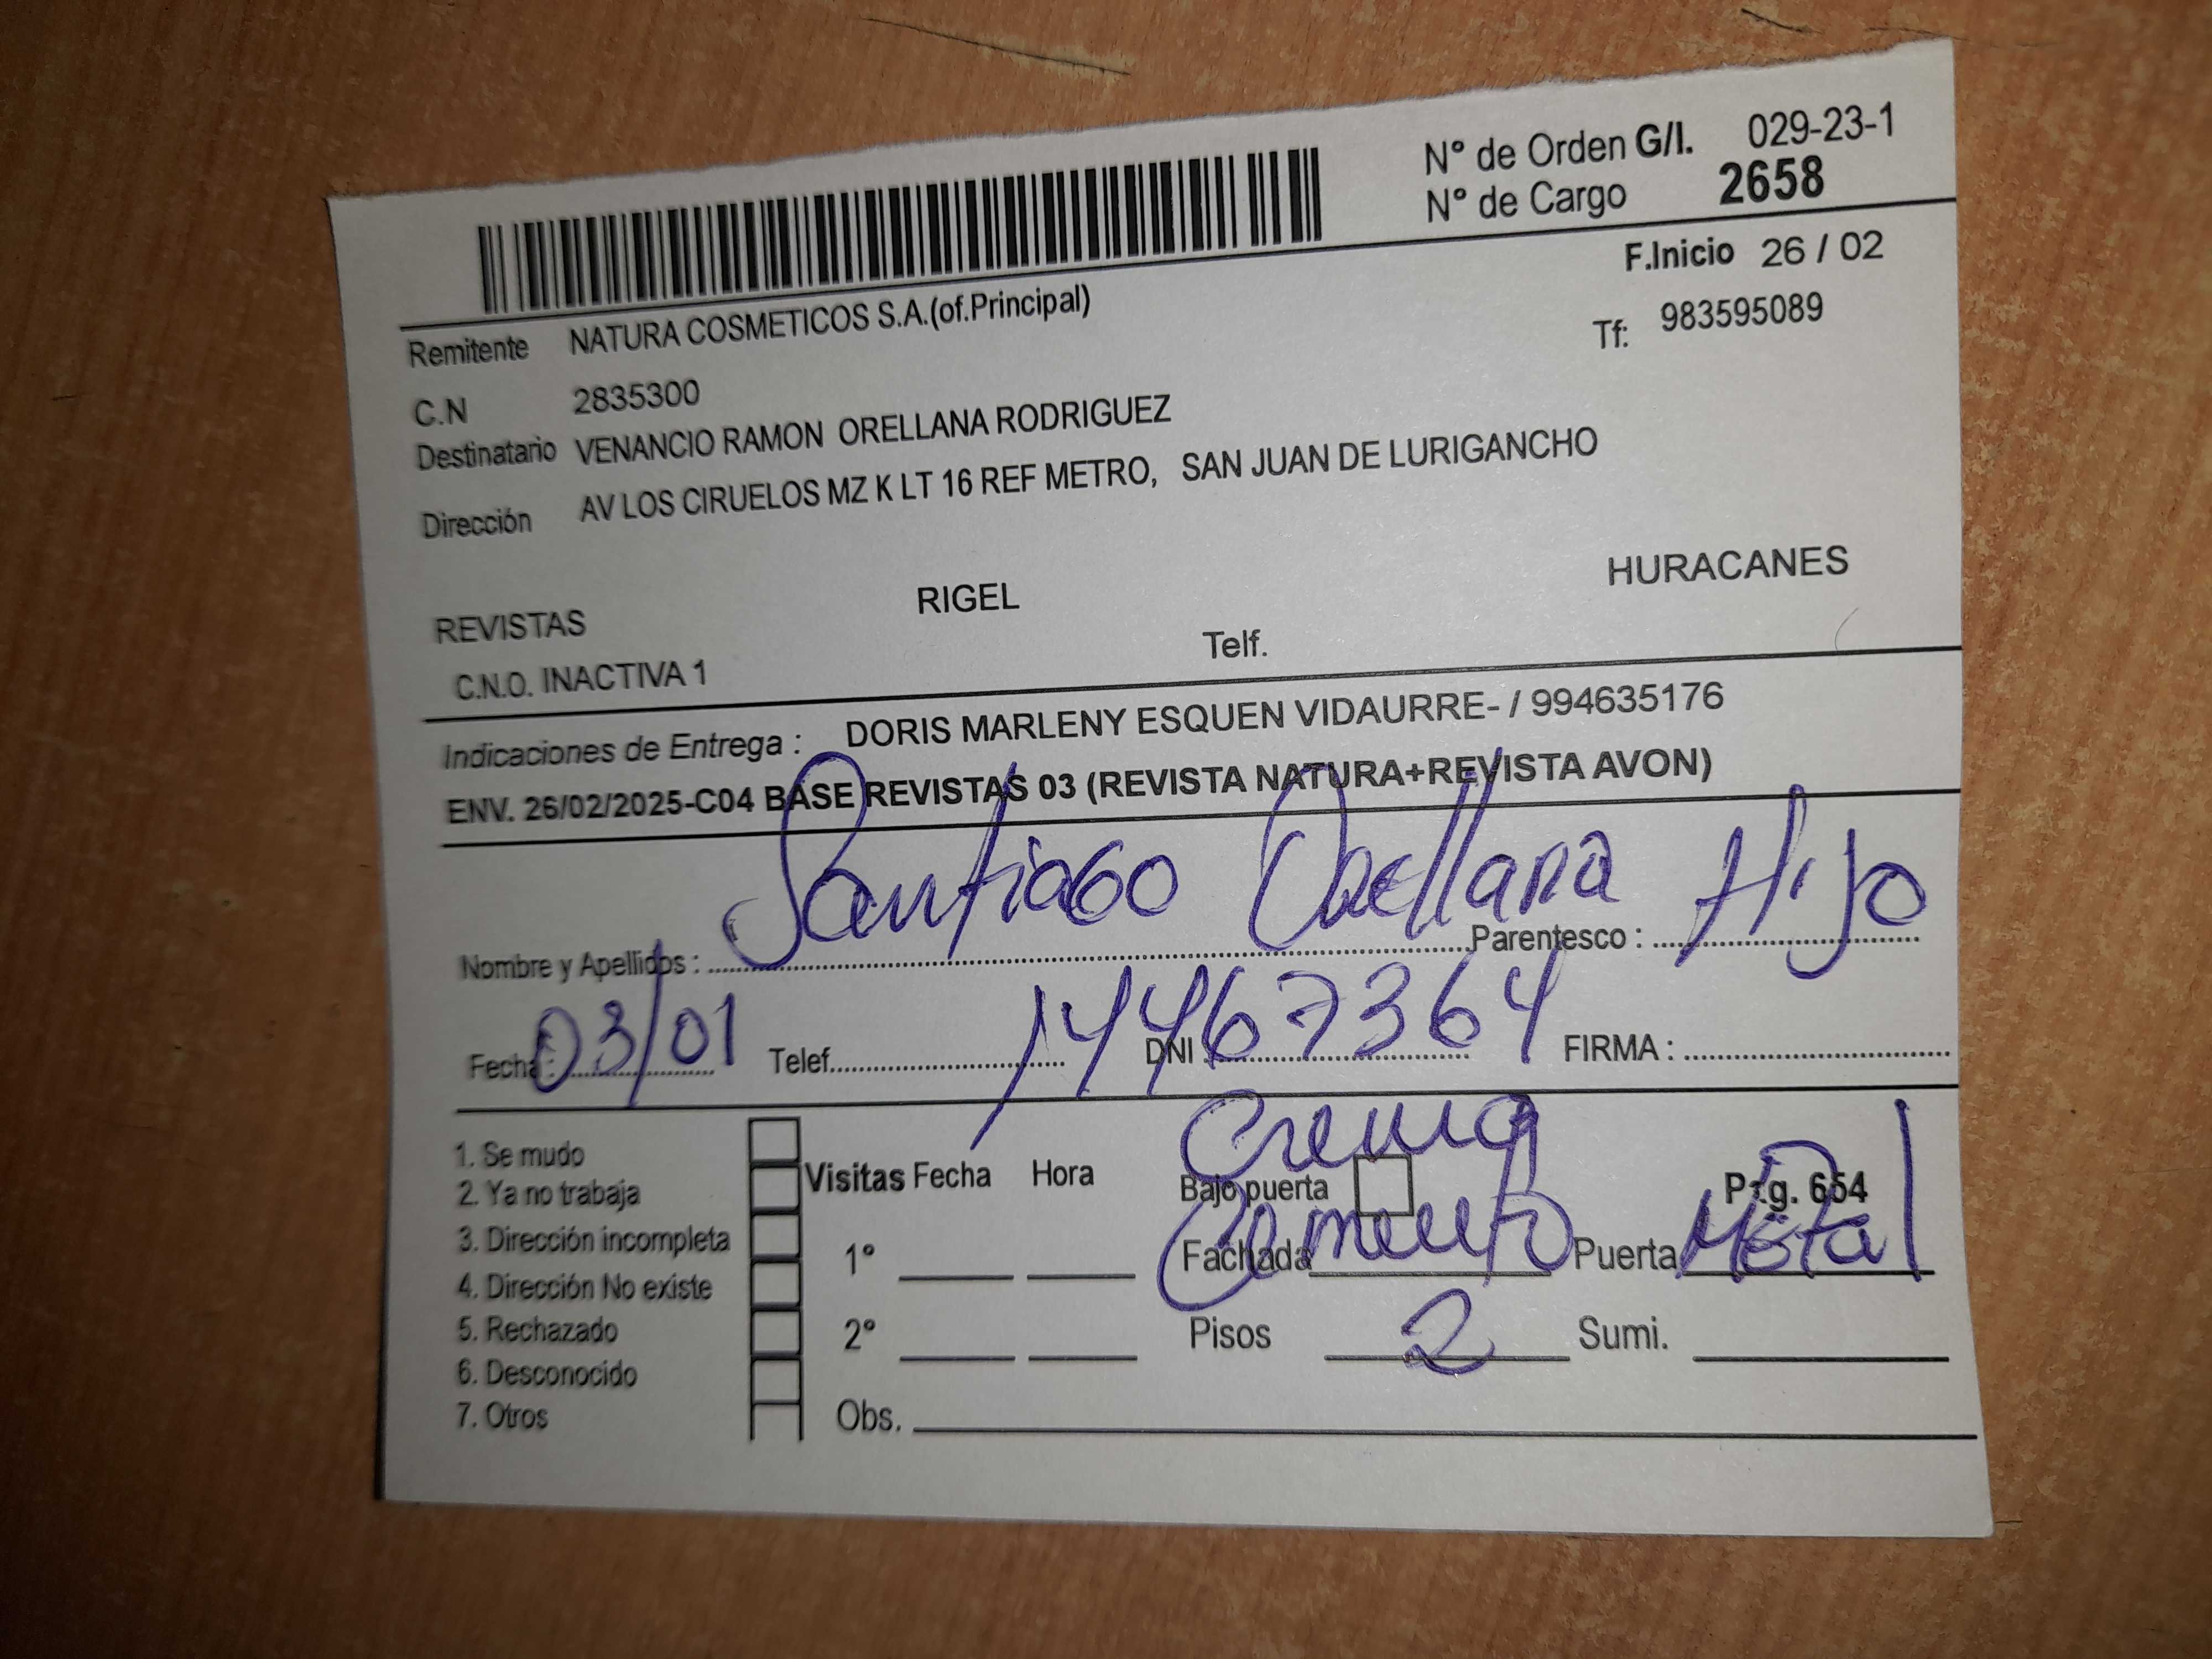 N° de Orden G/I. 029-23-1
N° de Cargo 2658
F.Inicio 26 / 02
Remitente NATURA COSMETICOS S.A.(of.Principal)
Tf: 983595089
C.N 2835300
Destinatario VENANCIO RAMON ORELLANA RODRIGUEZ
Dirección AV LOS CIRUELOS MZ K LT 16 REF METRO, SAN JUAN DE LURIGANCHO
REVISTAS RIGEL HURACANES
C.N.O. INACTIVA 1 Telf.
Indicaciones de Entrega : DORIS MARLENY ESQUEN VIDAURRE- / 994635176
ENV. 26/02/2025-C04 BASE REVISTAS 03 (REVISTA NATURA+REVISTA AVON)
Nombre y Apellidos : Santiago Orellana Parentesco : Hijo
Fecha : 03/01 Telef. DNI : 14467364 FIRMA :
Crema
1. Se mudo
2. Ya no trabaja
3. Dirección incompleta
4. Dirección No existe
5. Rechazado
6. Desconocido
7. Otros
Visitas Fecha Hora
1°
2°
Obs.
Bajo puerta Pag. 654
Fachada Cemento Puerta Metal
Pisos 2 Sumi.